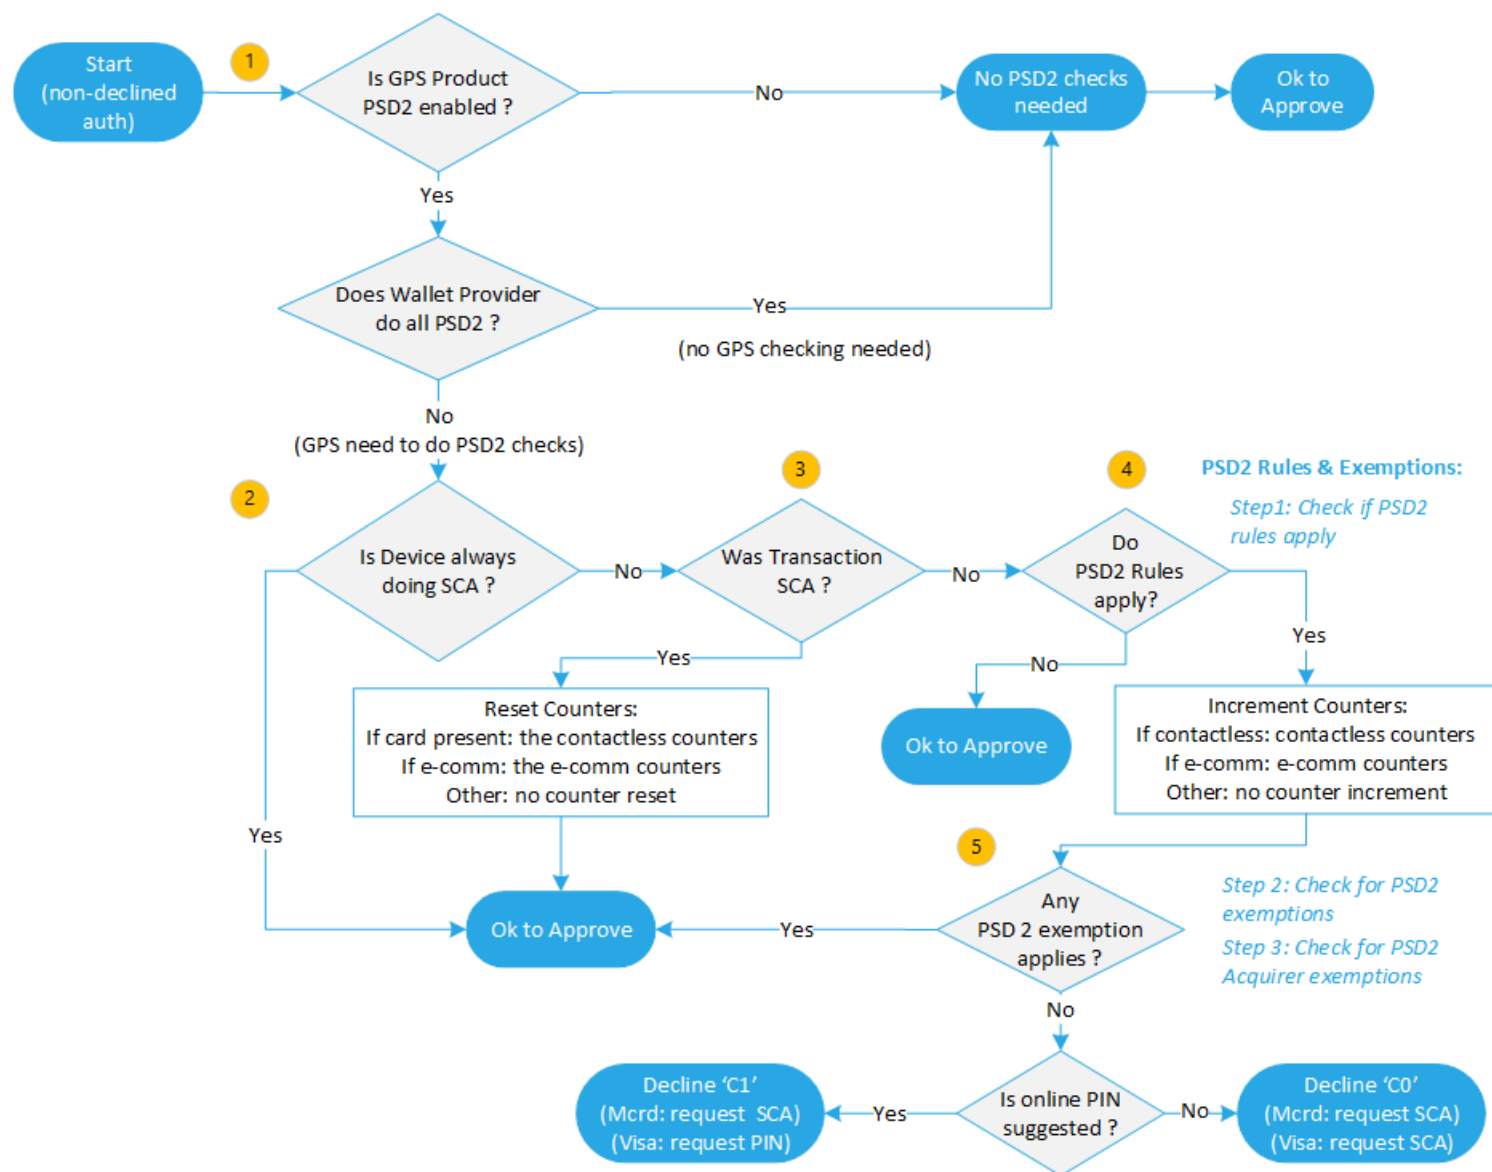 1
Start
(non-declined
auth)
Is GPS Product
PSD2 enabled ?
No
No PSD2 checks
needed
Ok to
Approve
Yes
Does Wallet Provider
do all PSD2 ?
Yes
(no GPS checking needed)
No
(GPS need to do PSD2 checks)
2
3
4
PSD2 Rules & Exemptions:
Step1: Check if PSD2
rules apply
Is Device always
doing SCA ?
No
Was Transaction
SCA ?
No
Do
PSD2 Rules
apply?
Yes
Yes
No
Reset Counters:
If card present: the contactless counters
If e-comm: the e-comm counters
Other: no counter reset
Ok to Approve
Increment Counters:
If contactless: contactless counters
If e-comm: e-comm counters
Other: no counter increment
Yes
5
Ok to Approve
Yes
Any
PSD 2 exemption
applies ?
Step 2: Check for PSD2
exemptions
Step 3: Check for PSD2
Acquirer exemptions
No
Decline ‘C1’
(Mcrd: request  SCA)
(Visa: request PIN)
Yes
Is online PIN
suggested ?
No
Decline ‘C0’
(Mcrd: request SCA)
(Visa: request SCA)